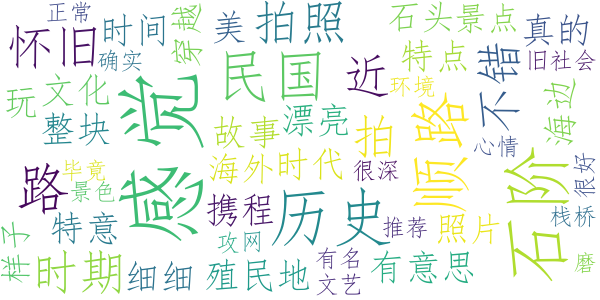 正常
怀旧
时间
确实
穿越
美
拍照
石头景点
真的
特点
旧社会
民国
近
不错
环境
玩
文化
感觉
整块
故事
漂亮
拍
顺路
海边
心情
海外
时代
很深
石阶
很好
毕竟
景色
路
携程
历史
特意
攻网
推荐
照片
栈桥
样子
时期
细细
殖民地
有名
文艺
有意思
磨